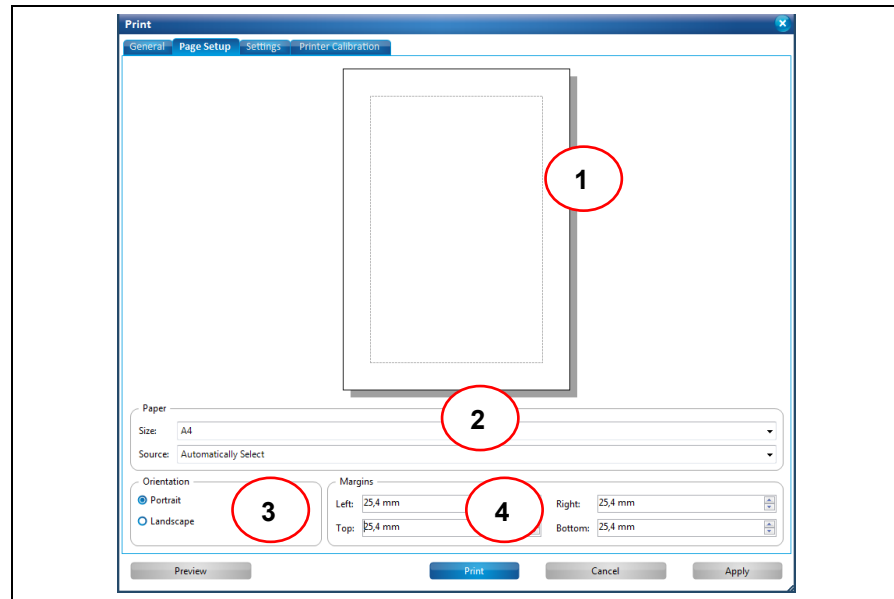 Print
General Page Setup Settings Printer Calibration
1
Paper
2
Size: A4
Source: Automatically Select
Orientation Margins
Portrait 3 Left: 25,4 mm 4 Right: 25,4 mm
Landscape Top: 25,4 mm Bottom: 25,4 mm
Preview Print Cancel Apply